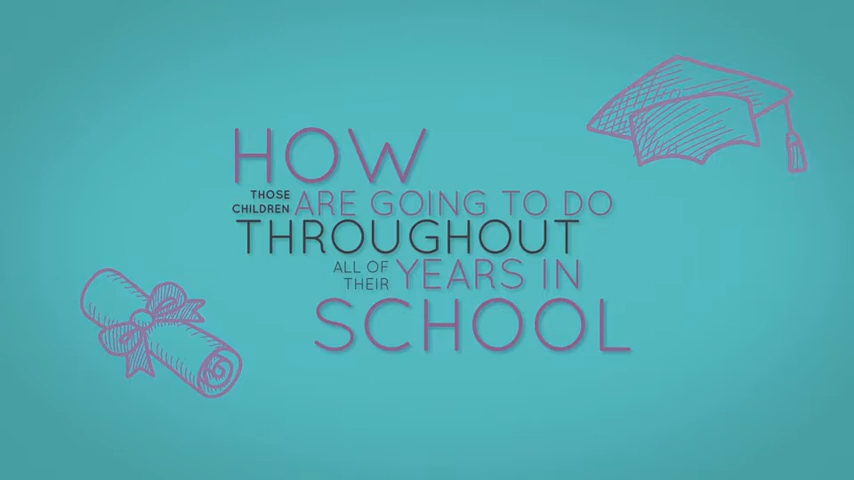 HOW
THOSE CHILDREN ARE GOING TO DO
THROUGHOUT
ALL OF THEIR YEARS IN
SCHOOL